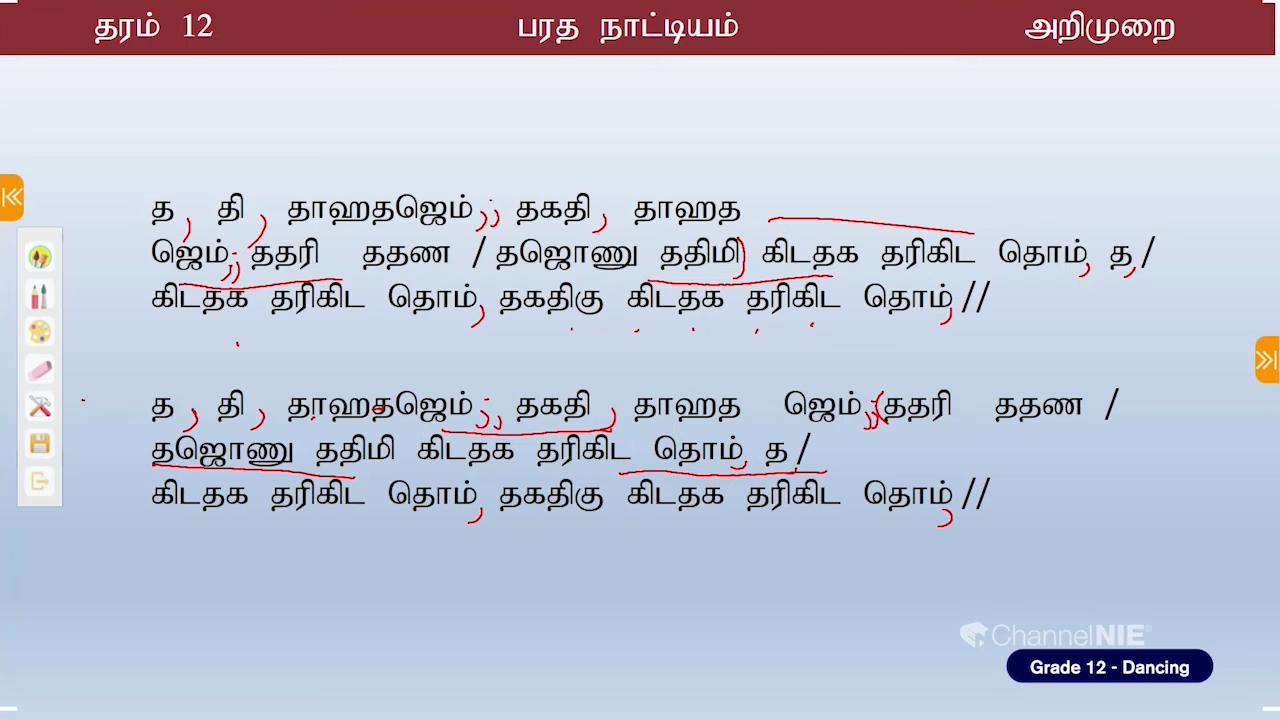 தரம் 12 பரத நாட்டியம் அறிமுறை
த , தி , தாஹதஜெம் ; ; தகதி , தாஹத
ஜெம் ; ; ததரி ததண / தஜொணு ததிமி) கிடதக தரிகிட தொம் , த , /
கிடதக தரிகிட தொம் , தகதிகு கிடதக தரிகிட தொம் , //
த , தி , தாஹதஜெம் ; ; தகதி , தாஹத ஜெம் ; ; (ததரி ததண /
தஜொணு ததிமி கிடதக தரிகிட தொம் , த , /
கிடதக தரிகிட தொம் , தகதிகு கிடதக தரிகிட தொம் , //
ChannelNIE
Grade 12 - Dancing